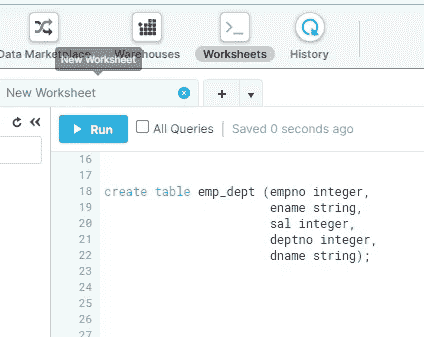 Data Marketplace Warehouses Worksheets History
New Worksheet
New Worksheet
+
Run All Queries | Saved 0 seconds ago
16
17
18 create table emp_dept (empno integer,
19 ename string,
20 sal integer,
21 deptno integer,
22 dname string);
23
24
25
26
27